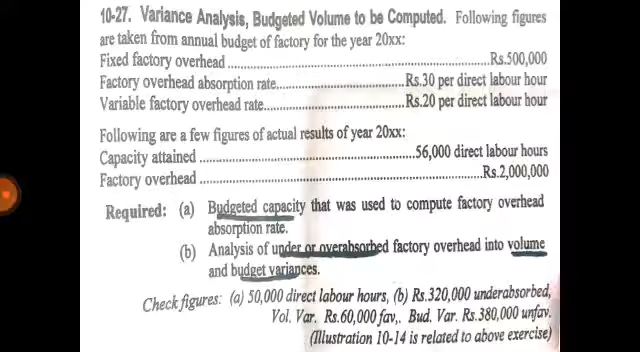 10-27. Variance Analysis, Budgeted Volume to be Computed. Following figures
are taken from annual budget of factory for the year 20xx:
Fixed factory overhead ........................................................Rs.500,000
Factory overhead absorption rate................................Rs.30 per direct labour hour
Variable factory overhead rate...................................Rs.20 per direct labour hour
Following are a few figures of actual results of year 20xx:
Capacity attained ......................................................56,000 direct labour hours
Factory overhead ......................................................................Rs.2,000,000
Required: (a) Budgeted capacity that was used to compute factory overhead
absorption rate.
(b) Analysis of under or overabsorbed factory overhead into volume
and budget variances.
Check figures: (a) 50,000 direct labour hours, (b) Rs.320,000 underabsorbed,
Vol. Var. Rs.60,000 fav,. Bud. Var. Rs.380,000 unfav.
(Illustration 10-14 is related to above exercise)